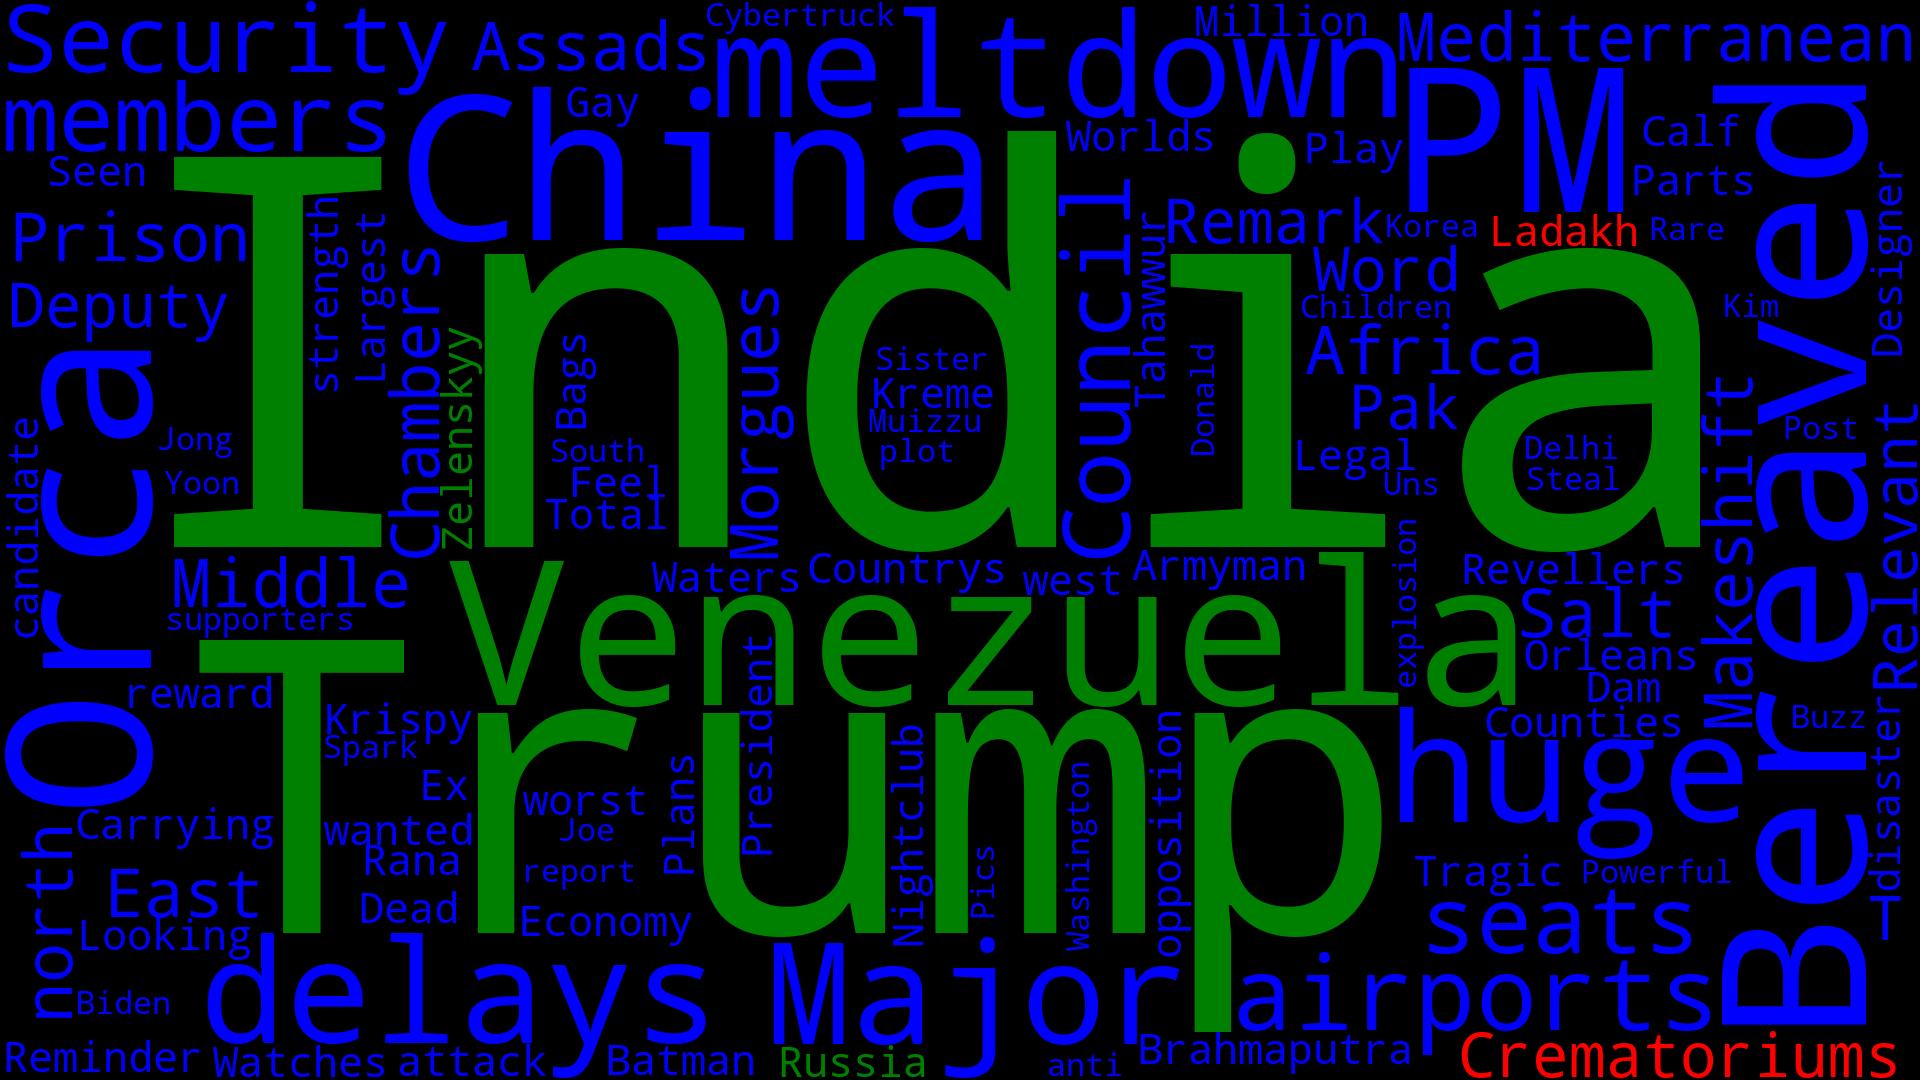 Security
Assads
Cybertruck
meltdown
Million
Mediterranean
members
Gay
China
Worlds
Play
PM
Calf
Seen
Parts
India
Prison
strength
Largest
Chambers
Council
Tahawwur
Remark
Korea
Ladakh
Rare
Designer
Bereaved
Deputy
Zelenskyy
Bags
Morgues
Word
Children
Kim
Africa
Sister
Kreme
Muizzu
plot
Donald
Pak
Makeshift
Post
Relevant
Orca
candidate
Jong
Yoon
South
Feel
Total
Legal
Uns
Delhi
Steal
Middle
supporters
Venezuela
Waters
Countrys
west
Armyman
explosion
Revellers
Salt
Orleans
Dam
reward
Trump
Krispy
Spark
President
Counties
Buzz
huge
Ex
worst
Joe
Plans
Nightclub
Pics
Washington
opposition
disaster
Carrying
wanted
Rana
report
Tragic
Powerful
north
East
Dead
Economy
seats
Looking
delays
Major
airports
Biden
Reminder
Watches
attack
Batman
Russia
anti
Brahmaputra
Crematoriums